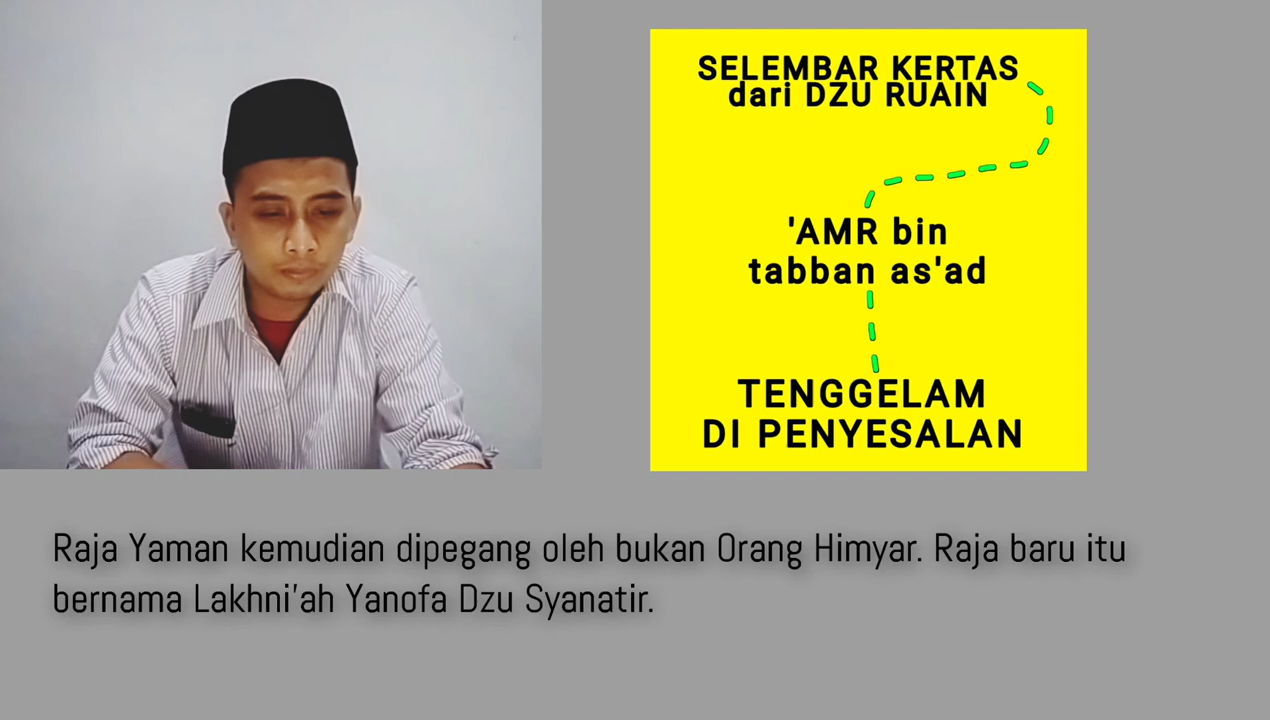 SELEMBAR KERTAS
dari DZU RUAIN
'AMR bin
tabban as'ad
TENGGELAM
DI PENYESALAN
Raja Yaman kemudian dipegang oleh bukan Orang Himyar. Raja baru itu
bernama Lakhni'ah Yanofa Dzu Syanatir.